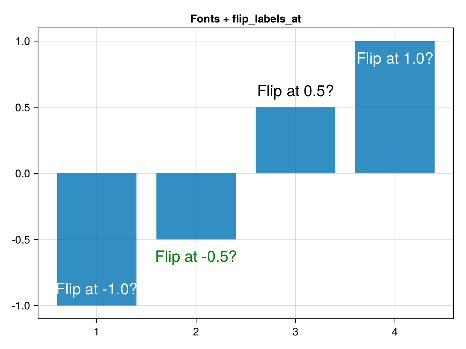 Fonts + flip_labels_at
1.0
Flip at 1.0?
Flip at 0.5?
0.5
0.0
-0.5
Flip at -0.5?
Flip at -1.0?
-1.0
1 2 3 4